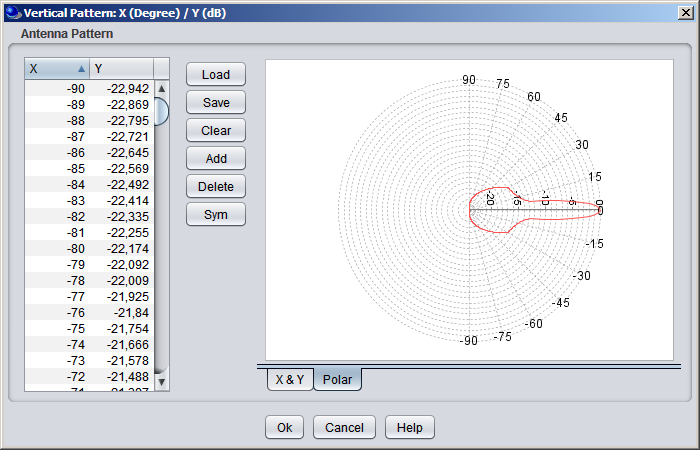 Vertical Pattern: X (Degree) / Y (dB)
Antenna Pattern
X Y
-90 -22,942
-89 -22,869
-88 -22,795
-87 -22,721
-86 -22,645
-85 -22,569
-84 -22,492
-83 -22,414
-82 -22,335
-81 -22,255
-80 -22,174
-79 -22,092
-78 -22,009
-77 -21,925
-76 -21,84
-75 -21,754
-74 -21,666
-73 -21,578
-72 -21,488
Load
Save
Clear
Add
Delete
Sym
90
75
60
45
30
15
0
-15
-30
-45
-60
-75
-90
-20
-15
-10
-5
0
X & Y
Polar
Ok
Cancel
Help